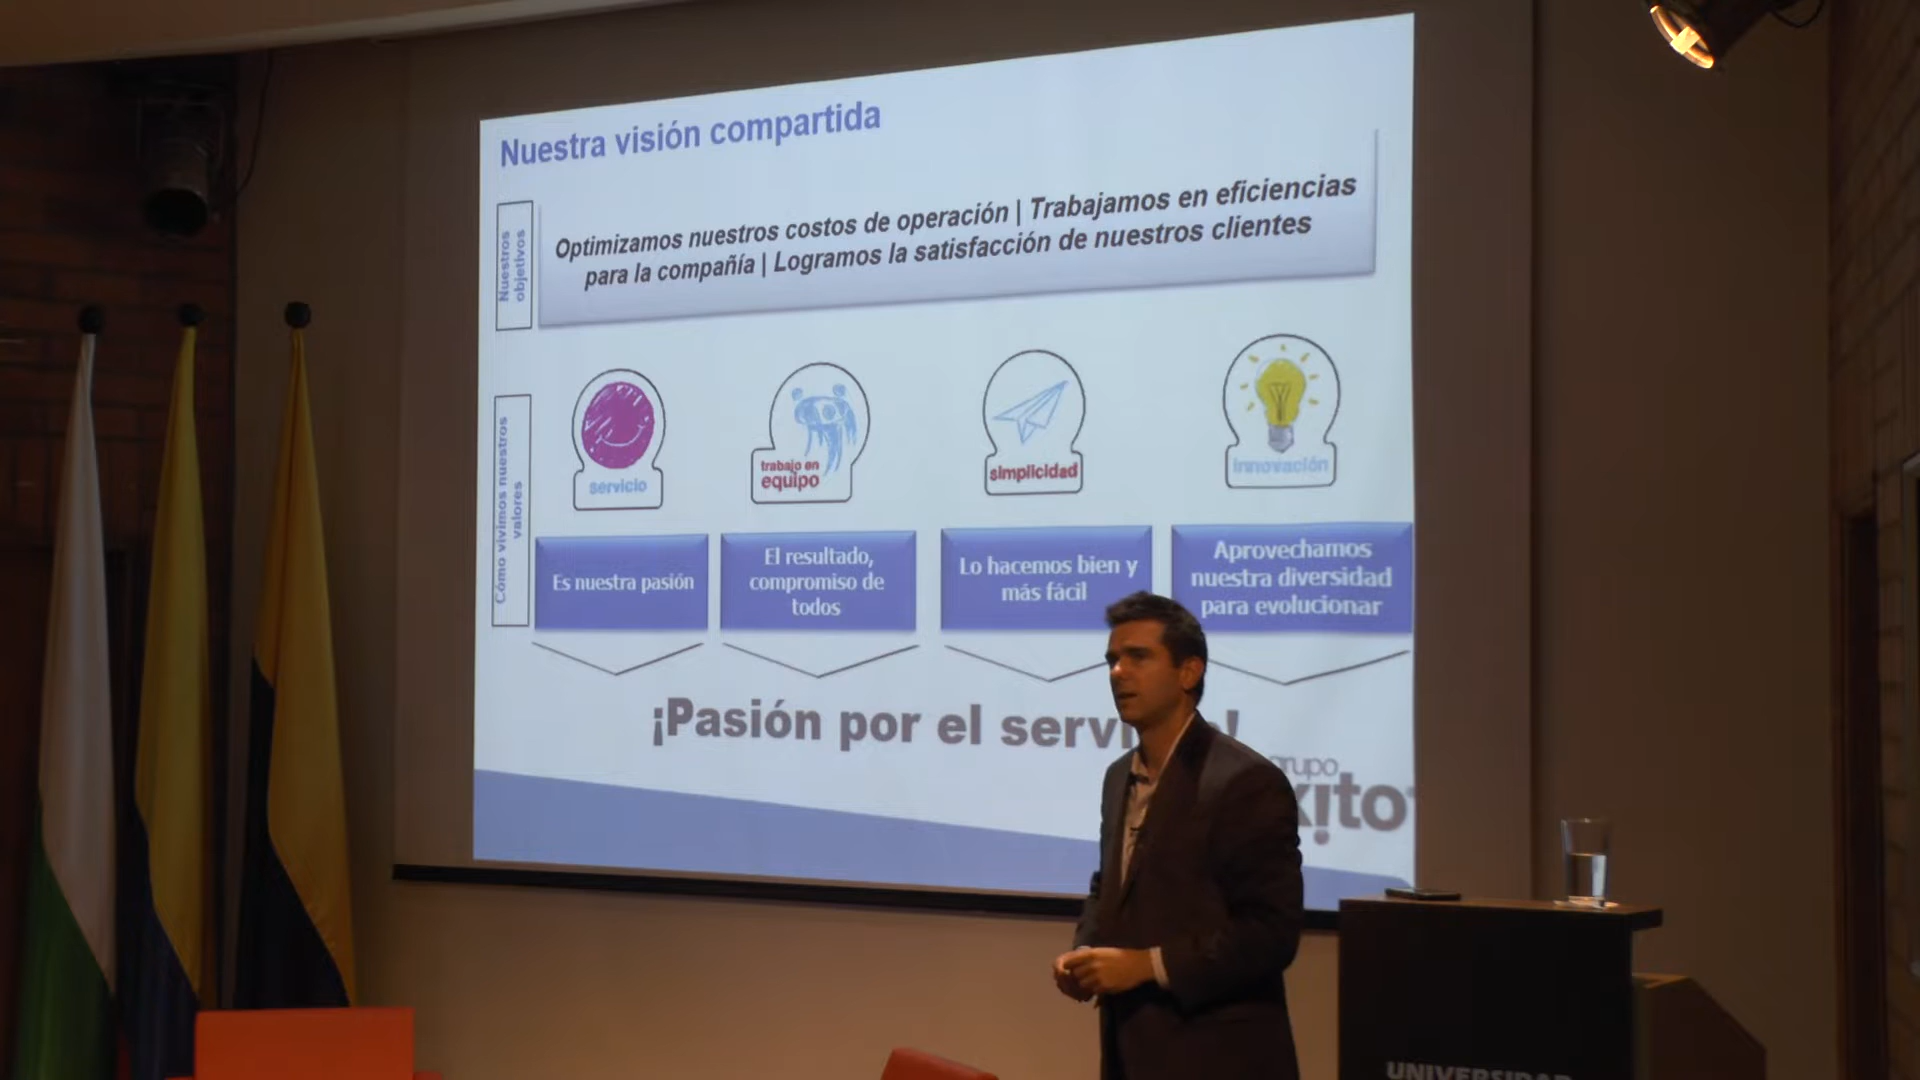 Nuestra visión compartida
Nuestros
objetivos
Optimizamos nuestros costos de operación | Trabajamos en eficiencias
para la compañía | Logramos la satisfacción de nuestros clientes
Cómo vivimos nuestros
valores
servicio
trabajo en
equipo
simplicidad
innovación
Es nuestra pasión
El resultado,
compromiso de
todos
Lo hacemos bien y
más fácil
Aprovechamos
nuestra diversidad
para evolucionar
¡Pasión por el
grupo
UNIVERSIDAD